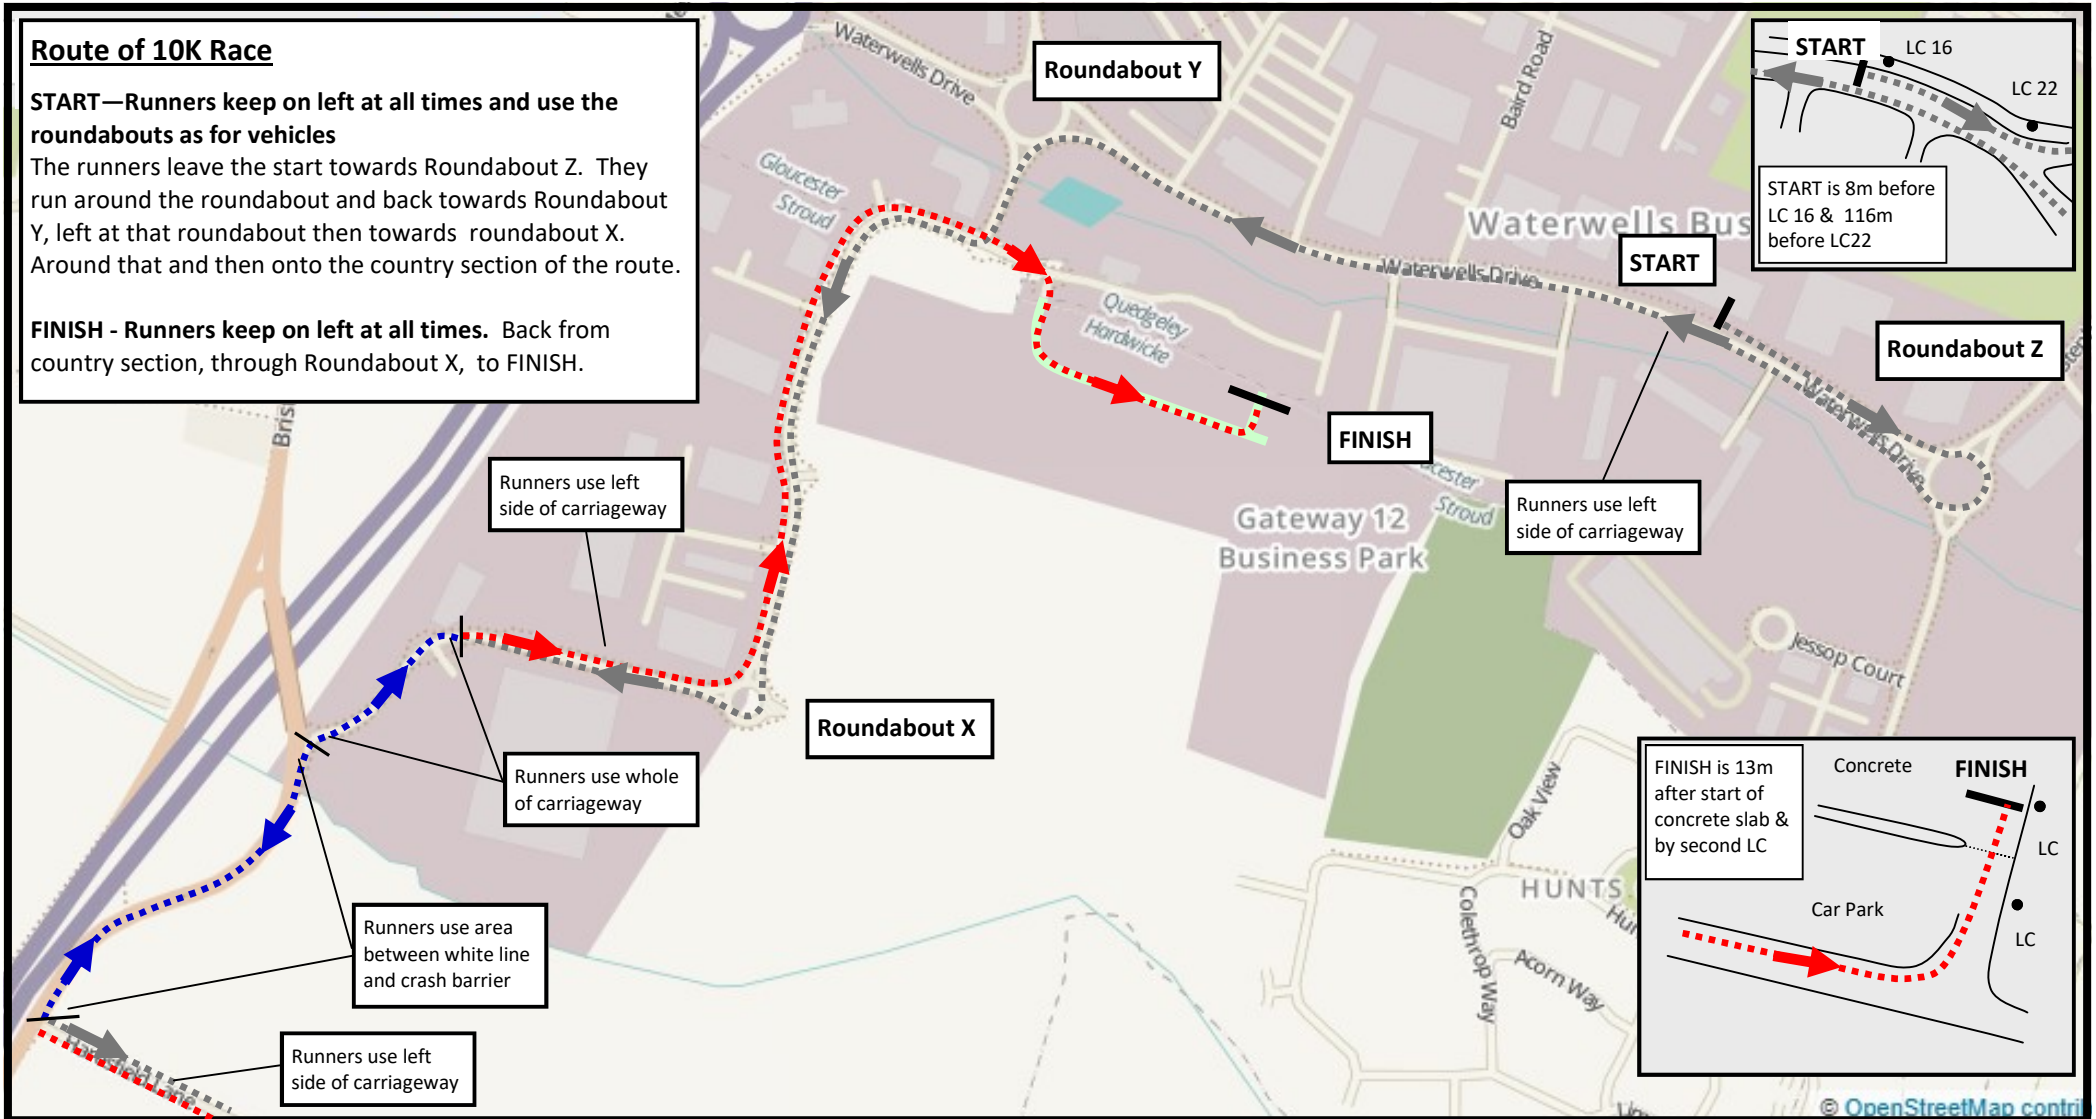 Route of 10K Race
START—Runners keep on left at all times and use the
roundabouts as for vehicles
The runners leave the start towards Roundabout Z. They
run around the roundabout and back towards Roundabout
Y, left at that roundabout then towards roundabout X.
Around that and then onto the country section of the route.
FINISH - Runners keep on left at all times. Back from
country section, through Roundabout X, to FINISH.
Waterwells Drive
Roundabout Y
Baird Road
START
LC 16
LC 22
START is 8m before
LC 16 & 116m
before LC22
Gloucester
Stroud
Waterwells Bus
START
Waterwells Drive
Quedgeley
Hardwicke
Roundabout Z
Waterwells Drive
FINISH
Bris
Runners use left
side of carriageway
Stroud
Gateway 12
Business Park
Runners use left
side of carriageway
Jessop Court
Roundabout X
Runners use whole
of carriageway
FINISH is 13m
after start of
concrete slab &
by second LC
Concrete
FINISH
LC
Car Park
LC
Oak View
HUNTS
Hun
Colethrop Way
Acorn Way
Runners use area
between white line
and crash barrier
Runners use left
side of carriageway
Lane
© OpenStreetMap contri